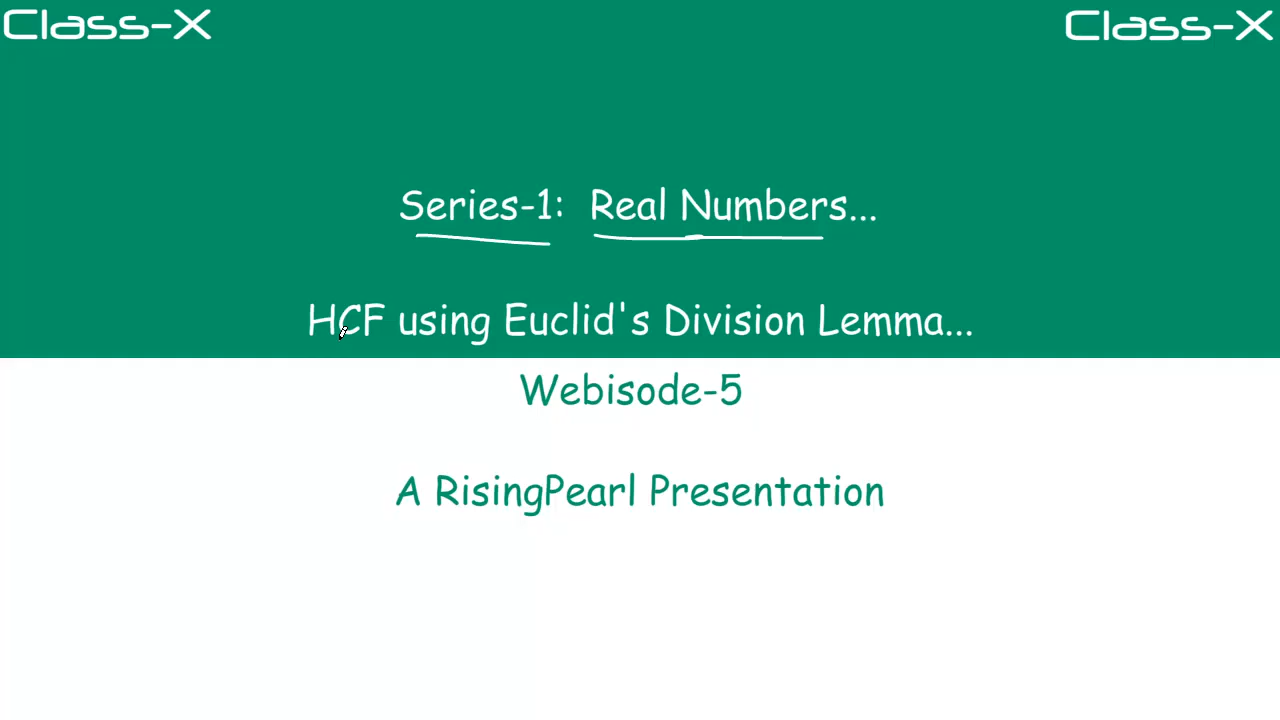 Class-X Class-X
Series-1: Real Numbers...
HCF using Euclid's Division Lemma...
Webisode-5
A RisingPearl Presentation